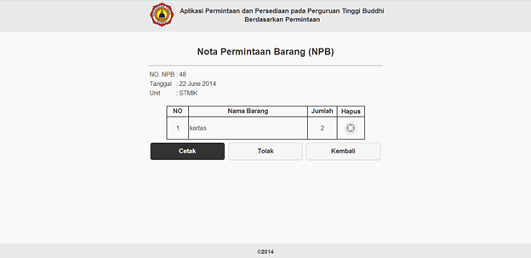 Aplikasi Permintaan dan Persediaan pada Perguruan Tinggi Buddhi
Berdasarkan Permintaan
Nota Permintaan Barang (NPB)
NO. NPB : 48
Tanggal : 22 June 2014
Unit : STMIK
NO Nama Barang Jumlah Hapus
1 kertas 2
Cetak Tolak Kembali
©2014